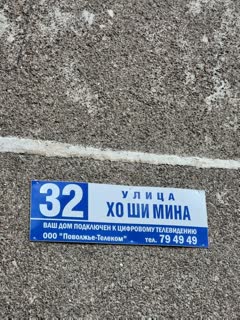 32
УЛИЦА
ХО ШИ МИНА
ВАШ ДОМ ПОДКЛЮЧЕН К ЦИФРОВОМУ ТЕЛЕВИДЕНИЮ
ООО "Поволжье-Телеком" тел. 79 49 49